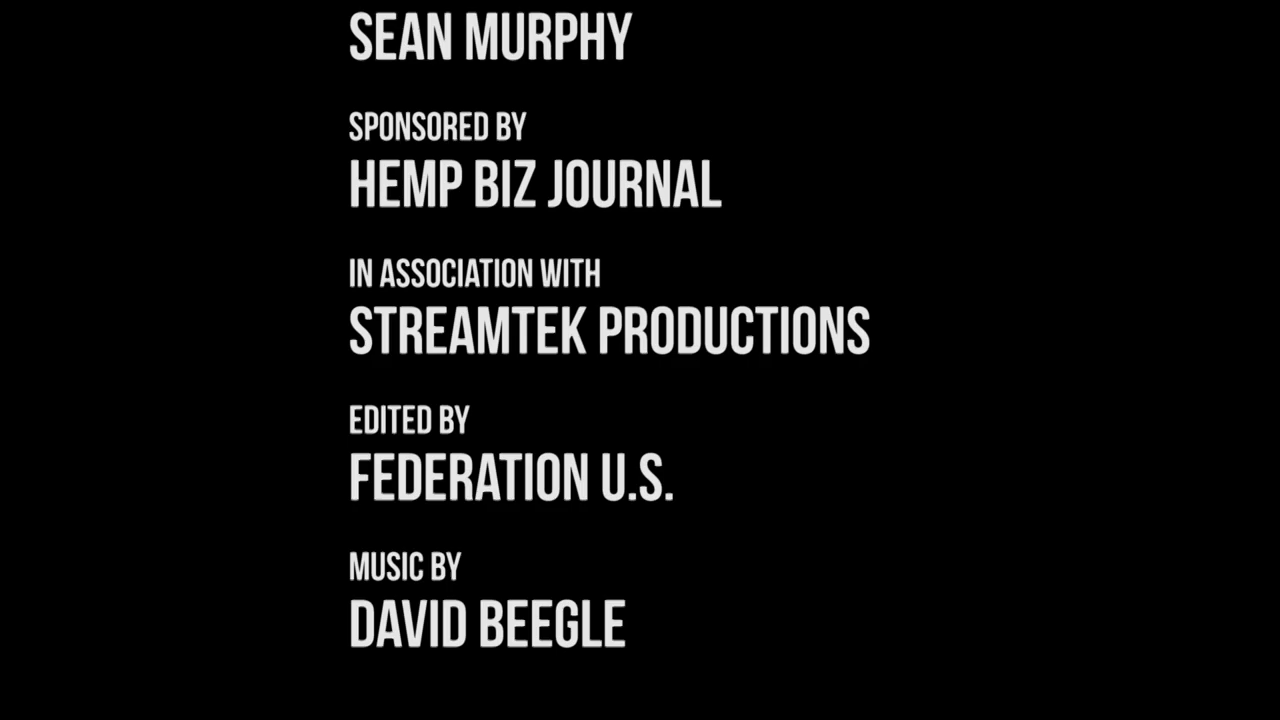 SEAN MURPHY
SPONSORED BY
HEMP BIZ JOURNAL
IN ASSOCIATION WITH
STREAMTEK PRODUCTIONS
EDITED BY
FEDERATION U.S.
MUSIC BY
DAVID BEEGLE